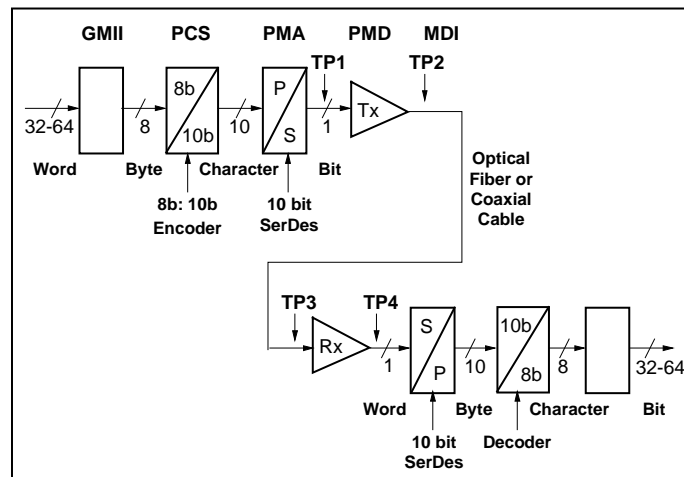 GMII PCS PMA PMD MDI
TP1 TP2
8b P
Tx
32-64 8 10b 10 S 1
Word Byte Character Bit
8b: 10b 10 bit
Encoder SerDes
Optical
Fiber or
Coaxial
Cable
TP3 TP4
Rx S 10b
1 P 10 8b 8 32-64
Word Byte Character Bit
10 bit Decoder
SerDes